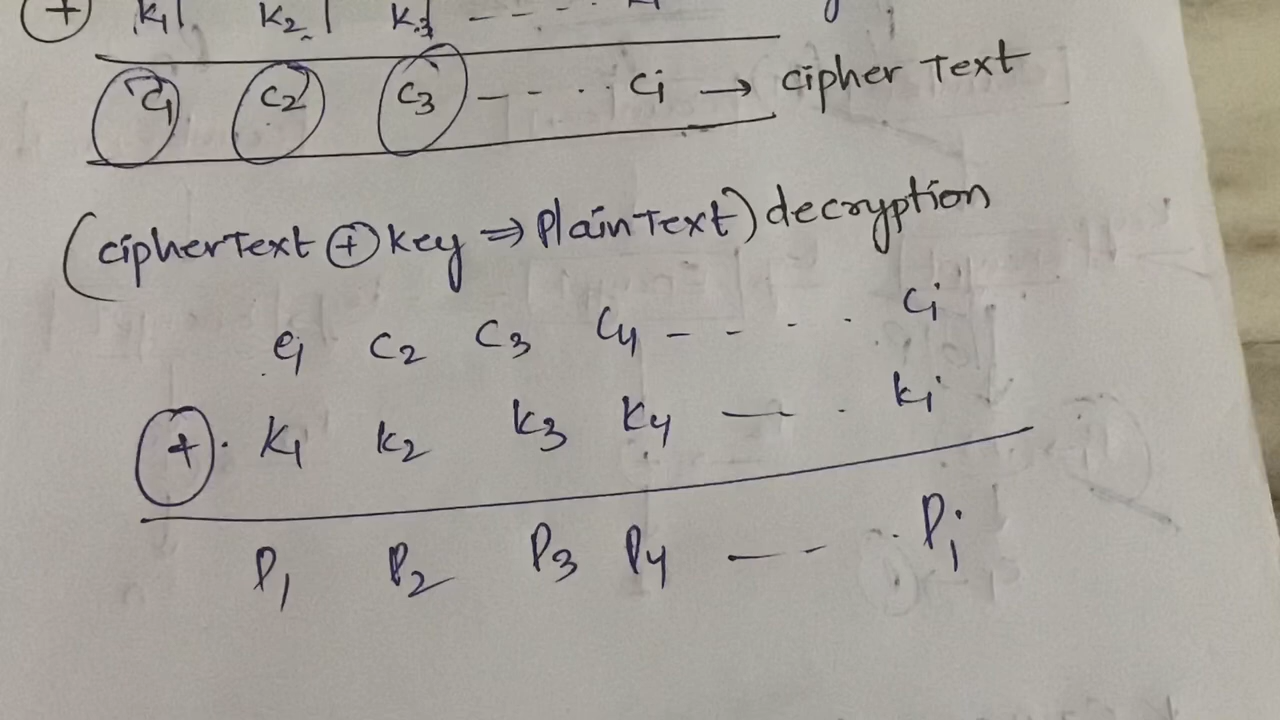 + K1 K2 K3 - - - - -
C1 C2 C3 - - - - Ci → cipher Text
(cipherText ⊕ Key ⇒ PlainText) decryption
C1 C2 C3 C4 - - - - Ci
⊕ K1 K2 K3 K4 — - Ki
P1 P2 P3 P4 - - - Pi